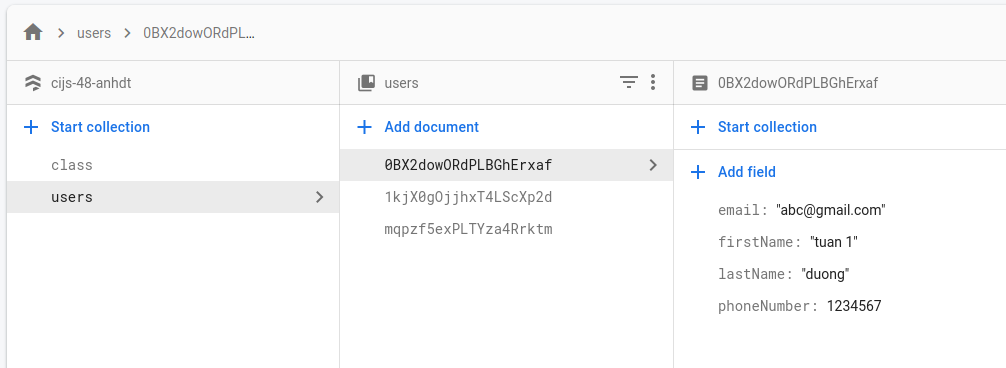 users 0BX2dowORdPL…
cijs-48-anhdt
Start collection
class
users
users
Add document
0BX2dowORdPLBGhErxaf
1kjX0gOjjhxT4LScXp2d
mqpzf5exPLTYza4Rrktm
0BX2dowORdPLBGhErxaf
Start collection
Add field
email: "abc@gmail.com"
firstName: "tuan 1"
lastName: "duong"
phoneNumber: 1234567